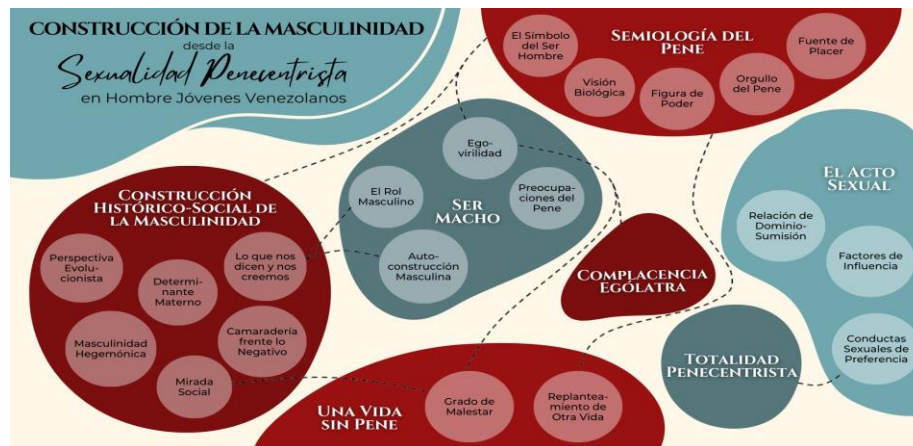 CONSTRUCCIÓN DE LA MASCULINIDAD
desde la
Sexualidad Penecentrista
en Hombre Jóvenes Venezolanos
SEMIOLOGÍA DEL
PENE
El Símbolo
del Ser
Hombre
Visión
Biológica
Figura de
Poder
Orgullo
del Pene
Fuente de
Placer
CONSTRUCCIÓN
HISTÓRICO-SOCIAL DE
LA MASCULINIDAD
Perspectiva
Evolu-
cionista
Determi-
nante
Materno
Lo que nos
dicen y nos
creemos
Masculinidad
Hegemónica
Camaradería
frente lo
Negativo
Mirada
Social
SER
MACHO
Ego-
virilidad
El Rol
Masculino
Preocupa-
ciones del
Pene
Auto-
construcción
Masculina
COMPLACENCIA
EGÓLATRA
EL ACTO
SEXUAL
Relación de
Dominio-
Sumisión
Factores de
Influencia
Conductas
Sexuales de
Preferencia
TOTALIDAD
PENECENTRISTA
UNA VIDA
SIN PENE
Grado de
Malestar
Replantea-
miento de
Otra Vida